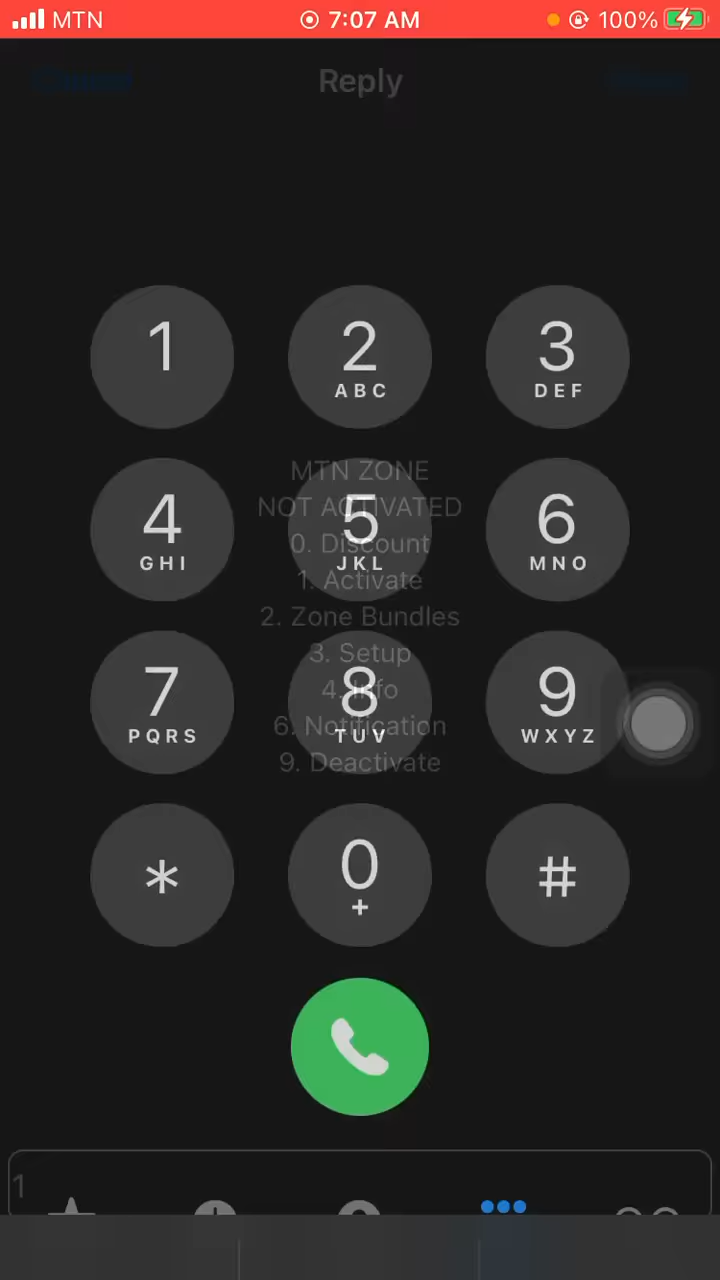 MTN 7:07 AM 100%
Cancel Reply
1 2 3
ABC DEF
MTN ZONE
NOT ACTIVATED
4 5 6
0. Discount
GHI JKL MNO
1. Activate
2. Zone Bundles
3. Setup
7 8 9
4. Info
6. Notification
PQRS TUV WXYZ
9. Deactivate
* 0 #
+
1